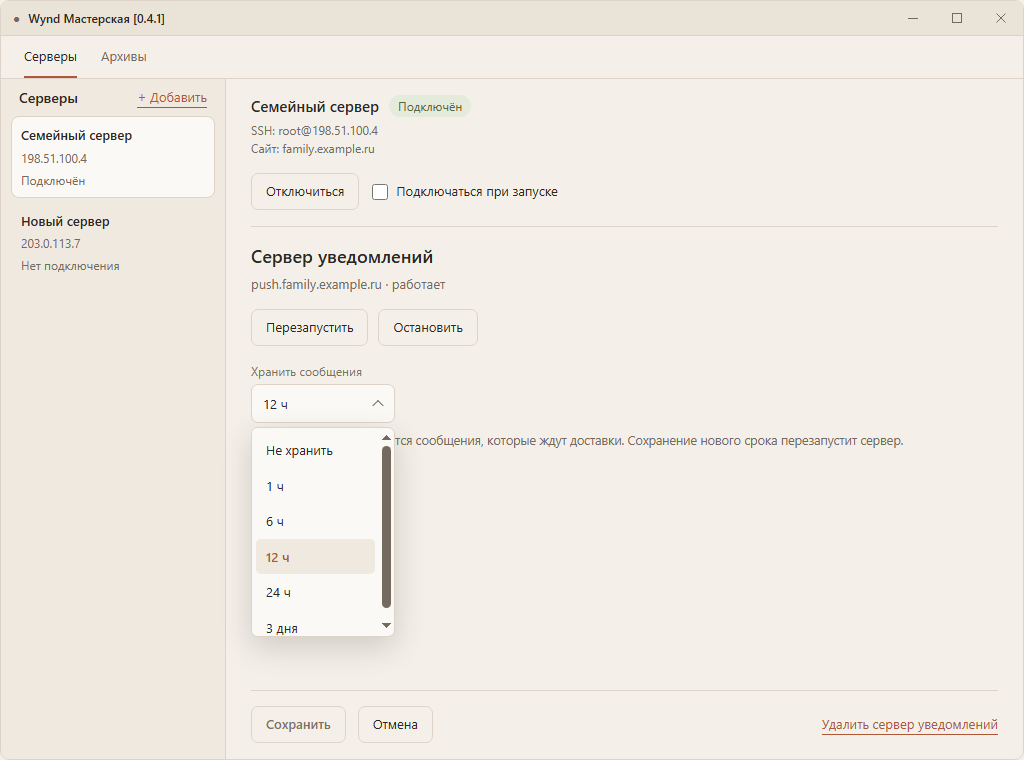 Wynd Мастерская [0.4.1]
Серверы
Архивы
Серверы
+ Добавить
Семейный сервер
198.51.100.4
Подключён
Новый сервер
203.0.113.7
Нет подключения
Семейный сервер
Подключён
SSH: root@198.51.100.4
Сайт: family.example.ru
Отключиться
Подключаться при запуске
Сервер уведомлений
push.family.example.ru · работает
Перезапустить
Остановить
Хранить сообщения
12 ч
сообщения, которые ждут доставки. Сохранение нового срока перезапустит сервер.
Не хранить
1 ч
6 ч
12 ч
24 ч
3 дня
Сохранить
Отмена
Удалить сервер уведомлений